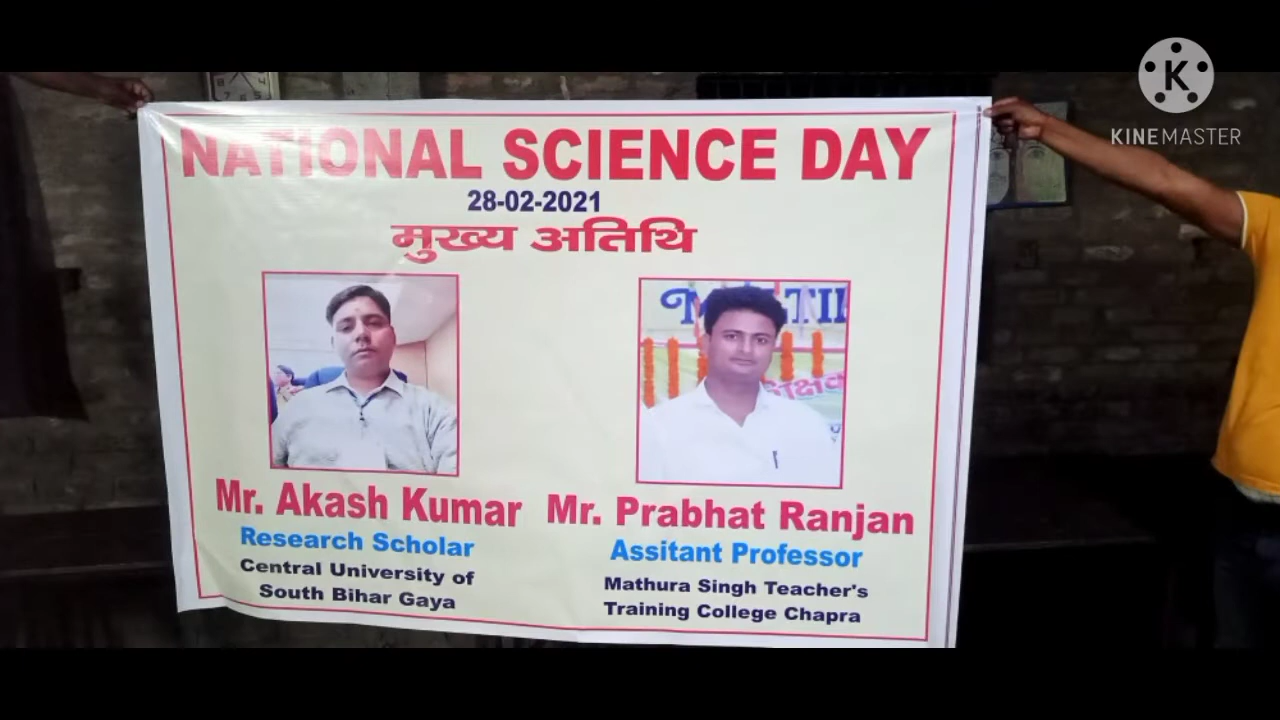 NATIONAL SCIENCE DAY
28-02-2021
मुख्य अतिथि
Mr. Akash Kumar
Research Scholar
Central University of
South Bihar Gaya
Mr. Prabhat Ranjan
Assitant Professor
Mathura Singh Teacher's
Training College Chapra
K
KINEMASTER